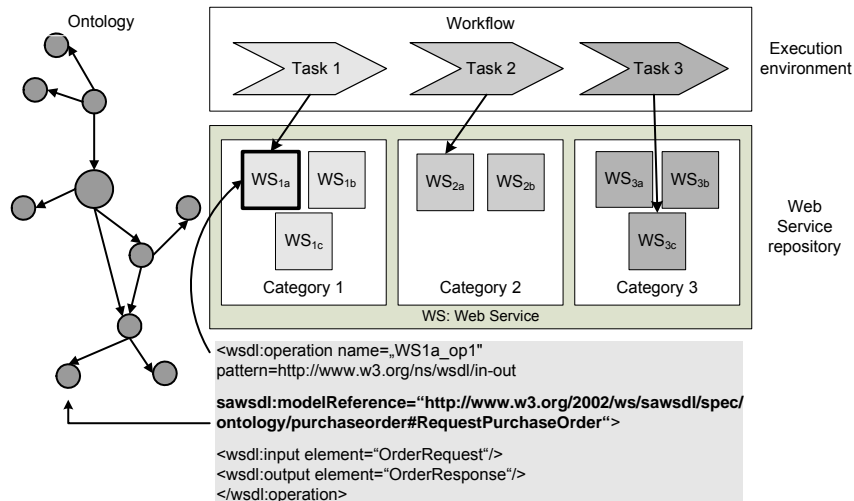 Ontology
Workflow
Task 1
Task 2
Task 3
Execution
environment
WS1a
WS1b
WS1c
Category 1
WS2a
WS2b
Category 2
WS3a
WS3b
WS3c
Category 3
WS: Web Service
Web
Service
repository
<wsdl:operation name=„WS1a_op1"
pattern=http://www.w3.org/ns/wsdl/in-out
sawsdl:modelReference=“http://www.w3.org/2002/ws/sawsdl/spec/
ontology/purchaseorder#RequestPurchaseOrder“>
<wsdl:input element=“OrderRequest“/>
<wsdl:output element=“OrderResponse“/>
</wsdl:operation>